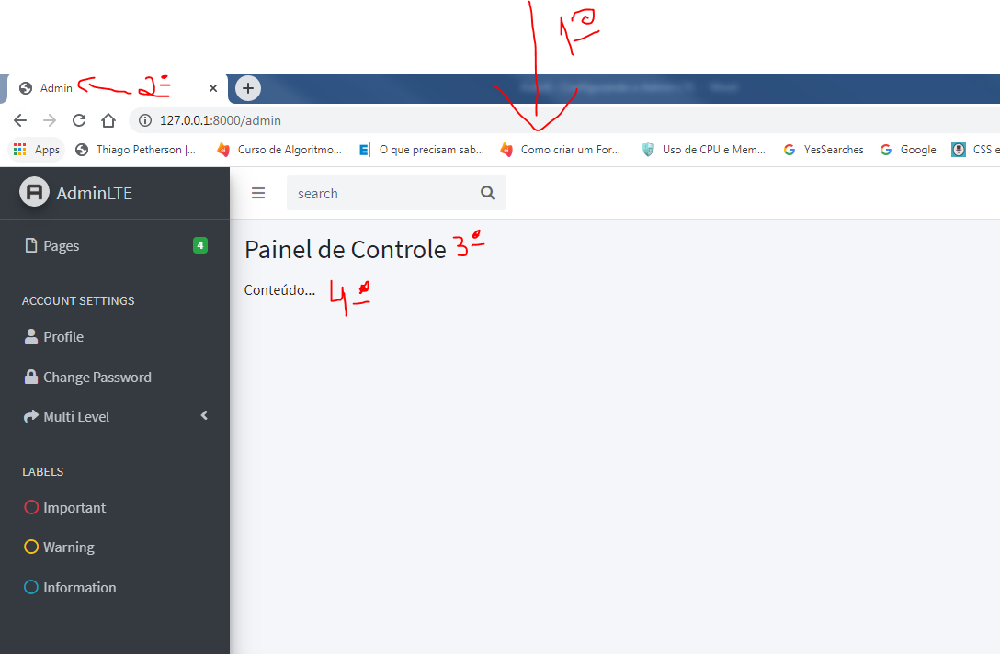 1º
Admin 2º
127.0.0.1:8000/admin
Apps Thiago Petherson |... Curso de Algoritmo... E| O que precisam sab... Como criar um For... Uso de CPU e Mem... YesSearches Google CSS e
AdminLTE search
Painel de Controle 3º
Pages 4
Conteúdo... 4º
ACCOUNT SETTINGS
Profile
Change Password
Multi Level
LABELS
Important
Warning
Information